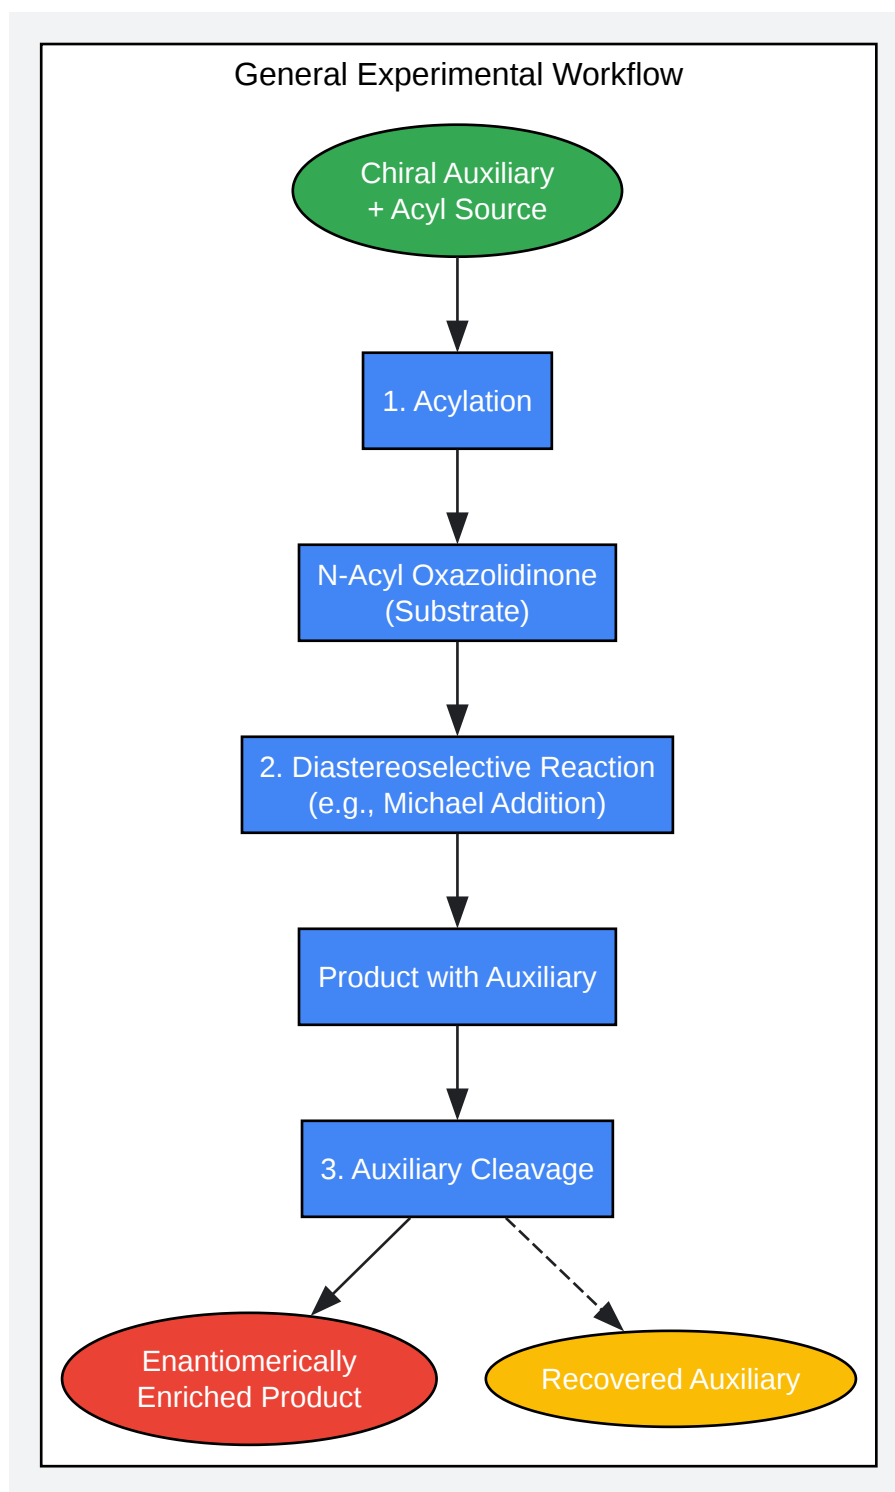 General Experimental Workflow
Chiral Auxiliary
+ Acyl Source
1. Acylation
N-Acyl Oxazolidinone
(Substrate)
2. Diastereoselective Reaction
(e.g., Michael Addition)
Product with Auxiliary
3. Auxiliary Cleavage
Enantiomerically
Enriched Product
Recovered Auxiliary